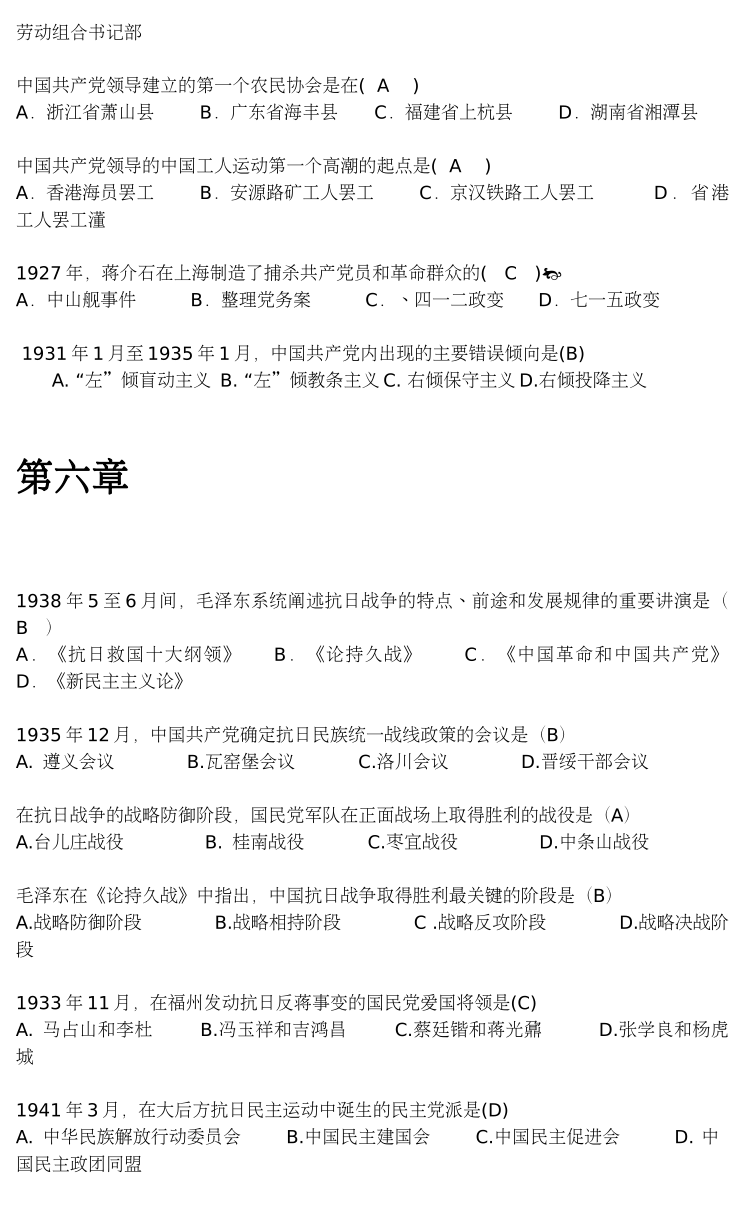 劳动组合书记部
中国共产党领导建立的第一个农民协会是在( A )
A．浙江省萧山县 B．广东省海丰县 C．福建省上杭县 D．湖南省湘潭县
中国共产党领导的中国工人运动第一个高潮的起点是( A )
A．香港海员罢工 B．安源路矿工人罢工 C．京汉铁路工人罢工 D．省港
工人罢工瀍
1927 年，蒋介石在上海制造了捕杀共产党员和革命群众的( C )
A．中山舰事件 B．整理党务案 C．、四一二政变 D．七一五政变
1931 年 1 月至 1935 年 1 月，中国共产党内出现的主要错误倾向是(B)
A. “左”倾盲动主义 B. “左”倾教条主义 C. 右倾保守主义 D.右倾投降主义
第六章
1938 年 5 至 6 月间，毛泽东系统阐述抗日战争的特点、前途和发展规律的重要讲演是（
B ）
A．《抗日救国十大纲领》 B．《论持久战》 C．《中国革命和中国共产党》
D．《新民主主义论》
1935 年 12 月，中国共产党确定抗日民族统一战线政策的会议是（B）
A. 遵义会议 B.瓦窑堡会议 C.洛川会议 D.晋绥干部会议
在抗日战争的战略防御阶段，国民党军队在正面战场上取得胜利的战役是（A）
A.台儿庄战役 B. 桂南战役 C.枣宜战役 D.中条山战役
毛泽东在《论持久战》中指出，中国抗日战争取得胜利最关键的阶段是（B）
A.战略防御阶段 B.战略相持阶段 C .战略反攻阶段 D.战略决战阶
段
1933 年 11 月，在福州发动抗日反蒋事变的国民党爱国将领是(C)
A. 马占山和李杜 B.冯玉祥和吉鸿昌 C.蔡廷锴和蒋光鼐 D.张学良和杨虎
城
1941 年 3 月，在大后方抗日民主运动中诞生的民主党派是(D)
A. 中华民族解放行动委员会 B.中国民主建国会 C.中国民主促进会 D. 中
国民主政团同盟